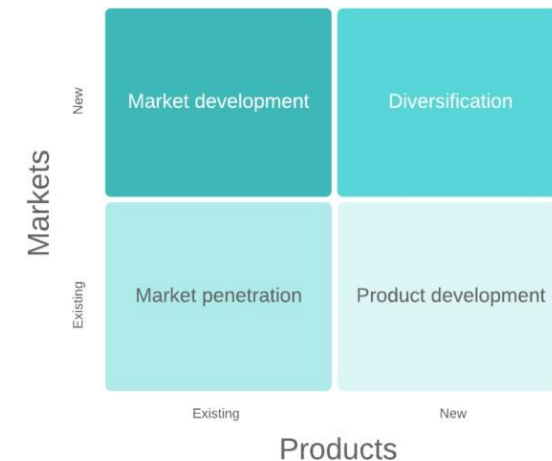 New
Market development
Diversification
Markets
Existing
Market penetration
Product development
Existing
New
Products